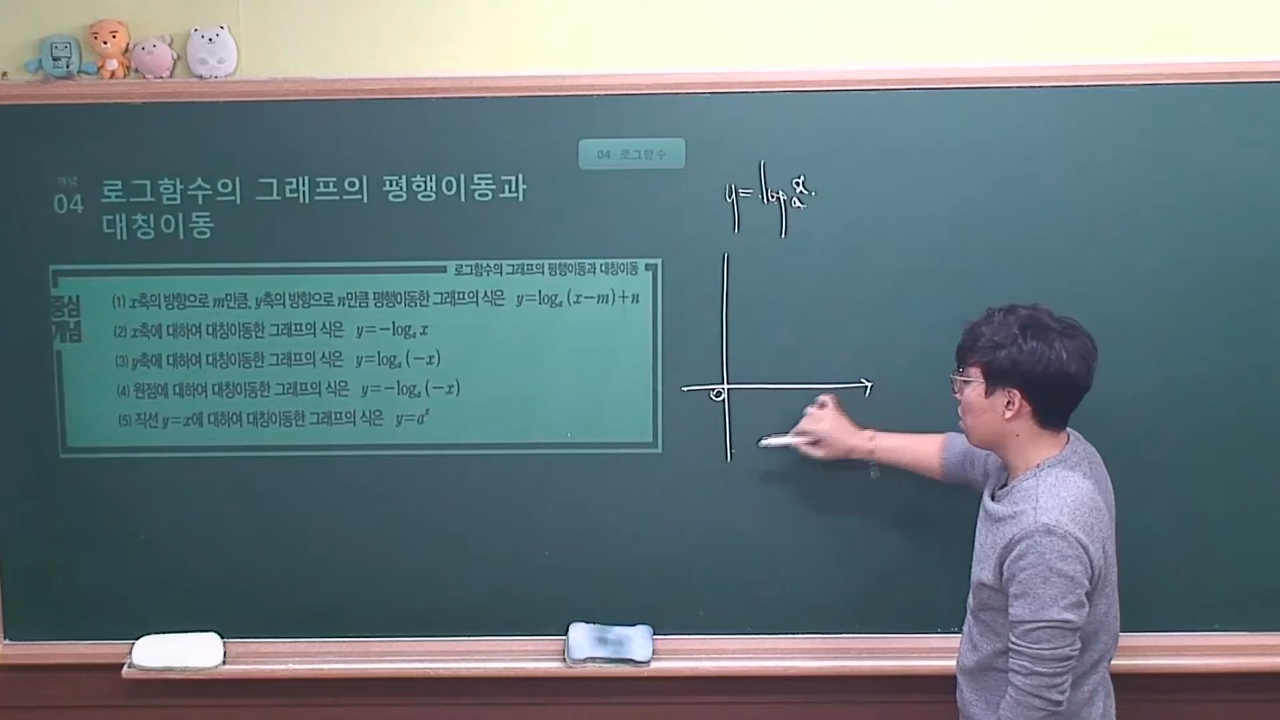 04 로그함수
개념
04 로그함수의 그래프의 평행이동과
대칭이동
로그함수의 그래프의 평행이동과 대칭이동
중심
개념
(1) x축의 방향으로 m만큼, y축의 방향으로 n만큼 평행이동한 그래프의 식은 y=logₐ(x−m)+n
(2) x축에 대하여 대칭이동한 그래프의 식은 y=−logₐx
(3) y축에 대하여 대칭이동한 그래프의 식은 y=logₐ(−x)
(4) 원점에 대하여 대칭이동한 그래프의 식은 y=−logₐ(−x)
(5) 직선 y=x에 대하여 대칭이동한 그래프의 식은 y=aˣ
y=logₐx.
O